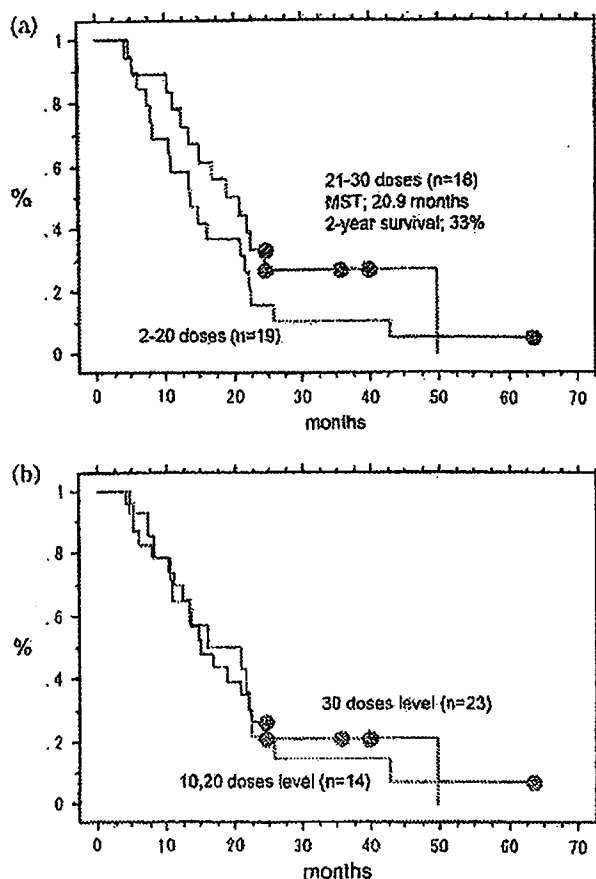 (a)
1
.8
.6
%
.4
.2
0
21-30 doses (n=18)
MST; 20.9 months
2-year survival; 33%
2-20 doses (n=19)
0 10 20 30 40 50 60 70
months
(b)
1
.8
.6
%
.4
.2
0
30 doses level (n=23)
10,20 doses level (n=14)
0 10 20 30 40 50 60 70
months